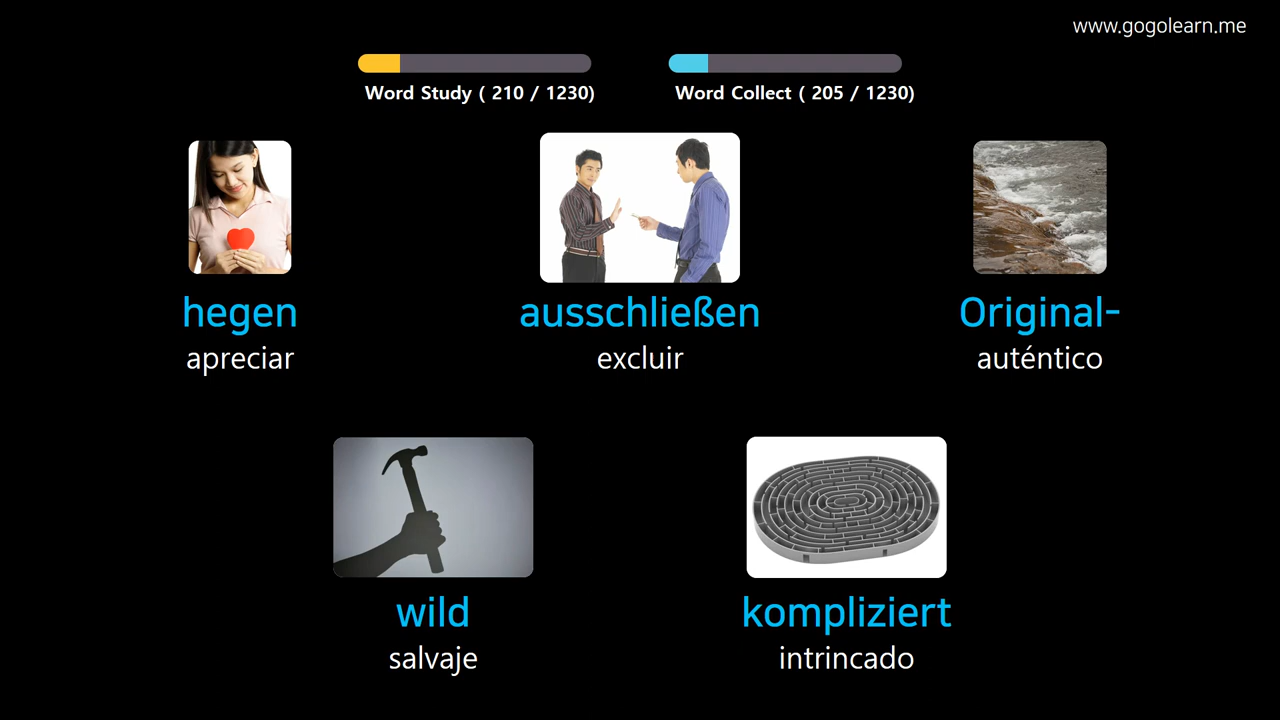 www.gogolearn.me
Word Study ( 210 / 1230)
Word Collect ( 205 / 1230)
hegen
apreciar
ausschließen
excluir
Original-
auténtico
wild
salvaje
kompliziert
intrincado